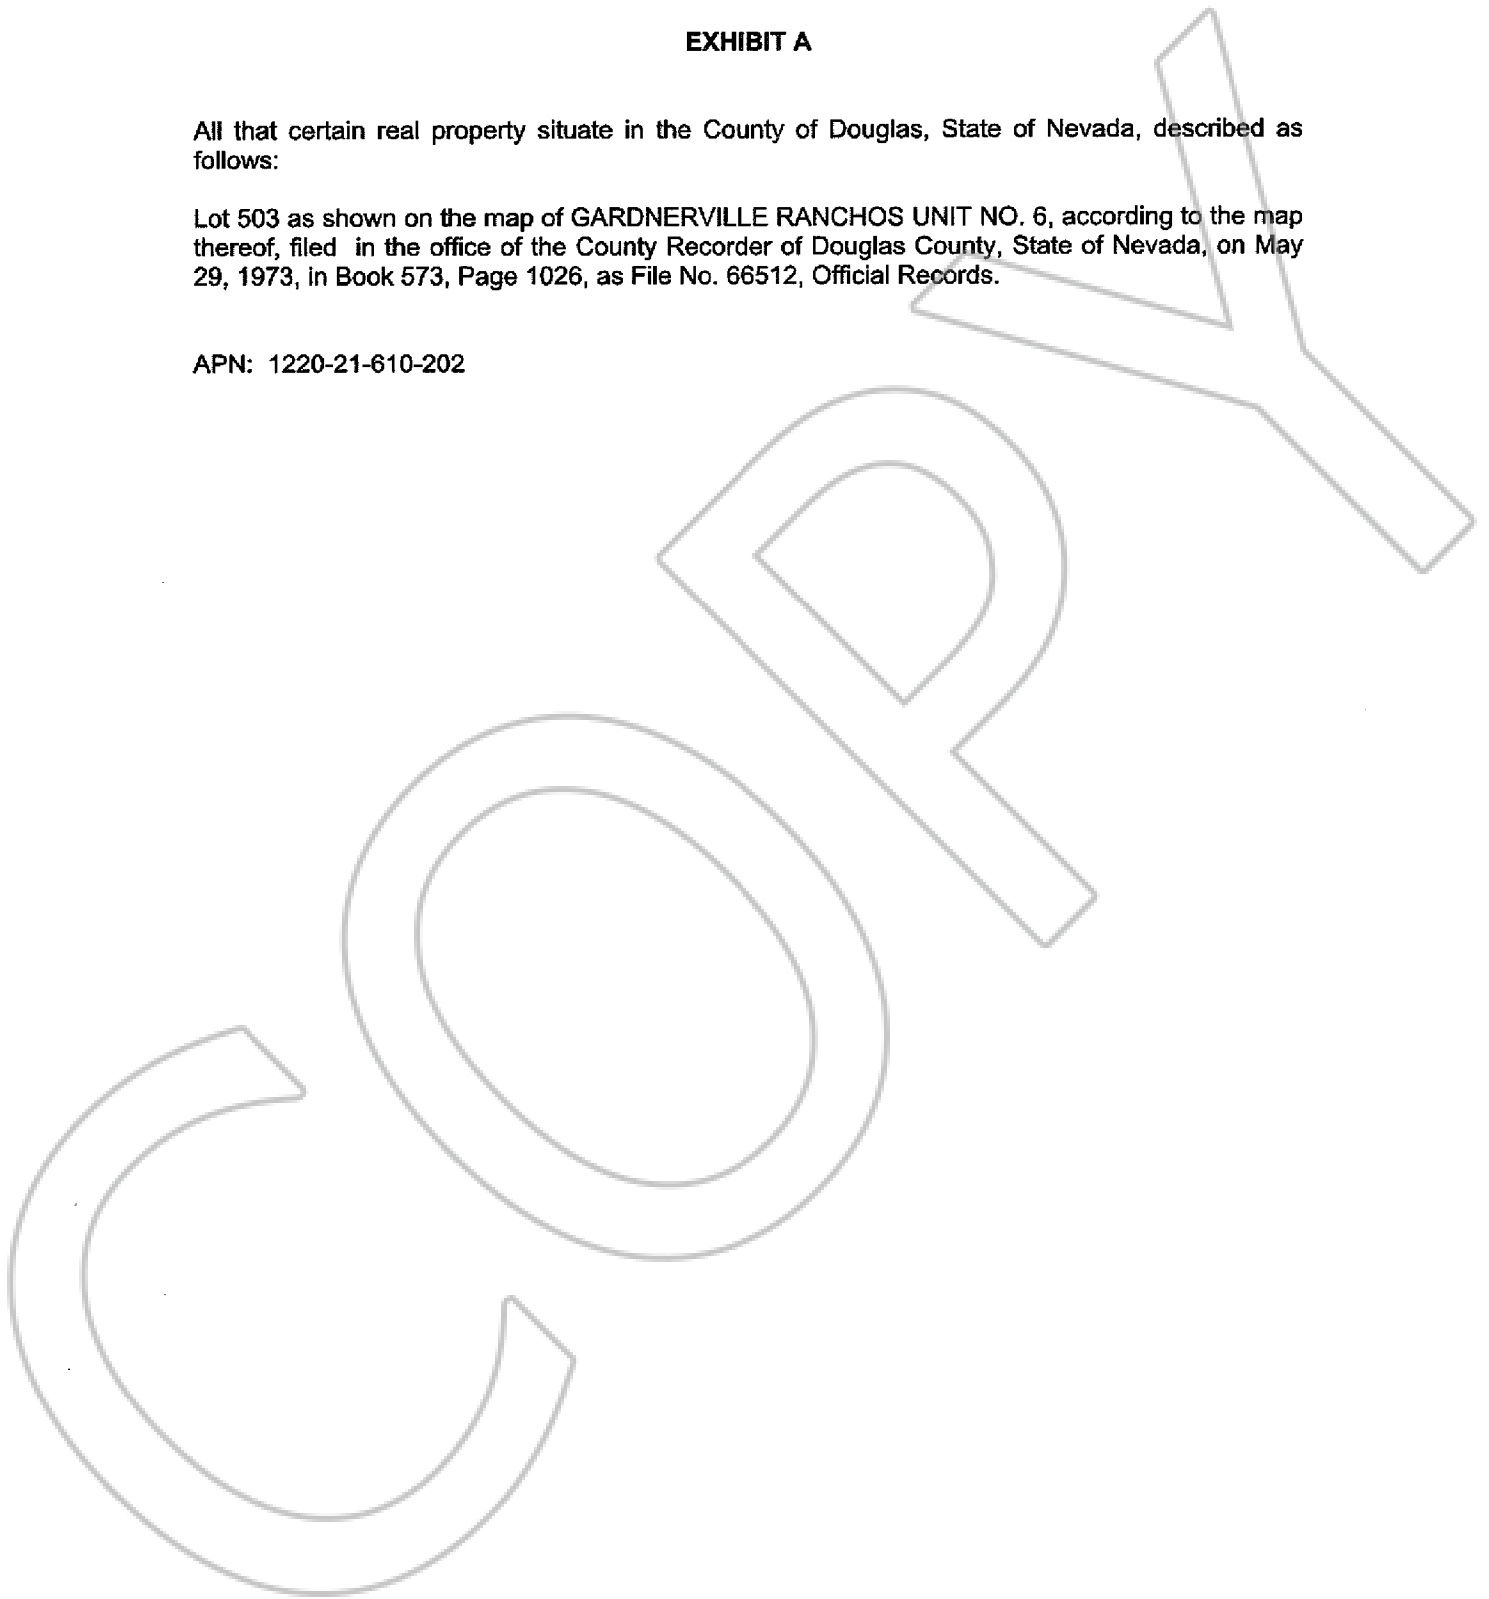 EXHIBIT A
All that certain real property situate in the County of Douglas, State of Nevada, described as
follows:
Lot 503 as shown on the map of GARDNERVILLE RANCHOS UNIT NO. 6, according to the map
thereof, filed in the office of the County Recorder of Douglas County, State of Nevada, on May
29, 1973, in Book 573, Page 1026, as File No. 66512, Official Records.
APN: 1220-21-610-202
COPY